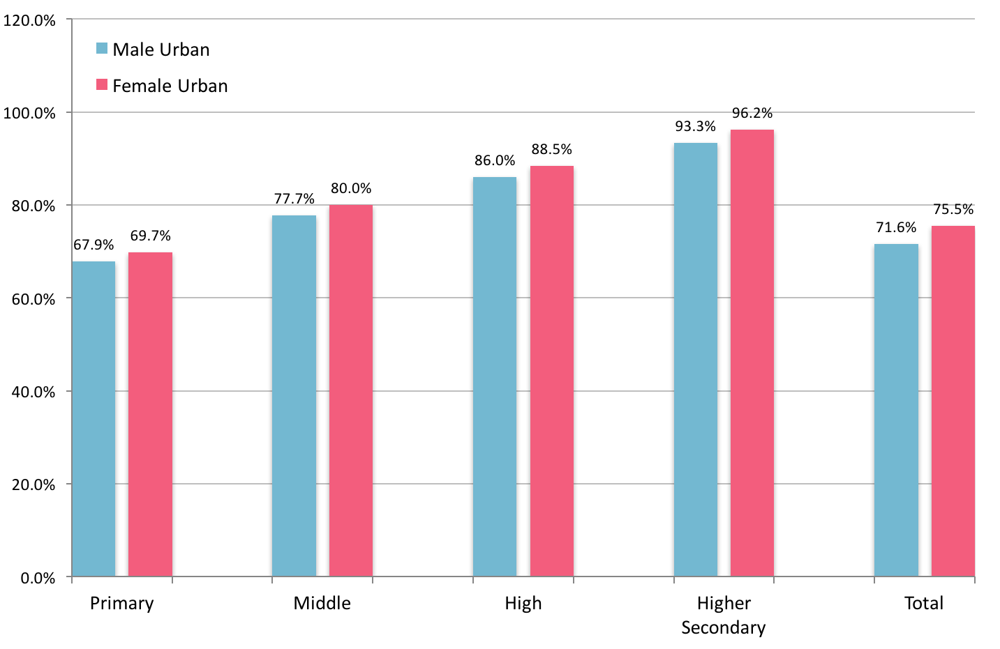 120.0%
100.0%
80.0%
60.0%
40.0%
20.0%
0.0%
Male Urban
Female Urban
67.9%
69.7%
77.7%
80.0%
86.0%
88.5%
93.3%
96.2%
71.6%
75.5%
Primary
Middle
High
Higher
Secondary
Total